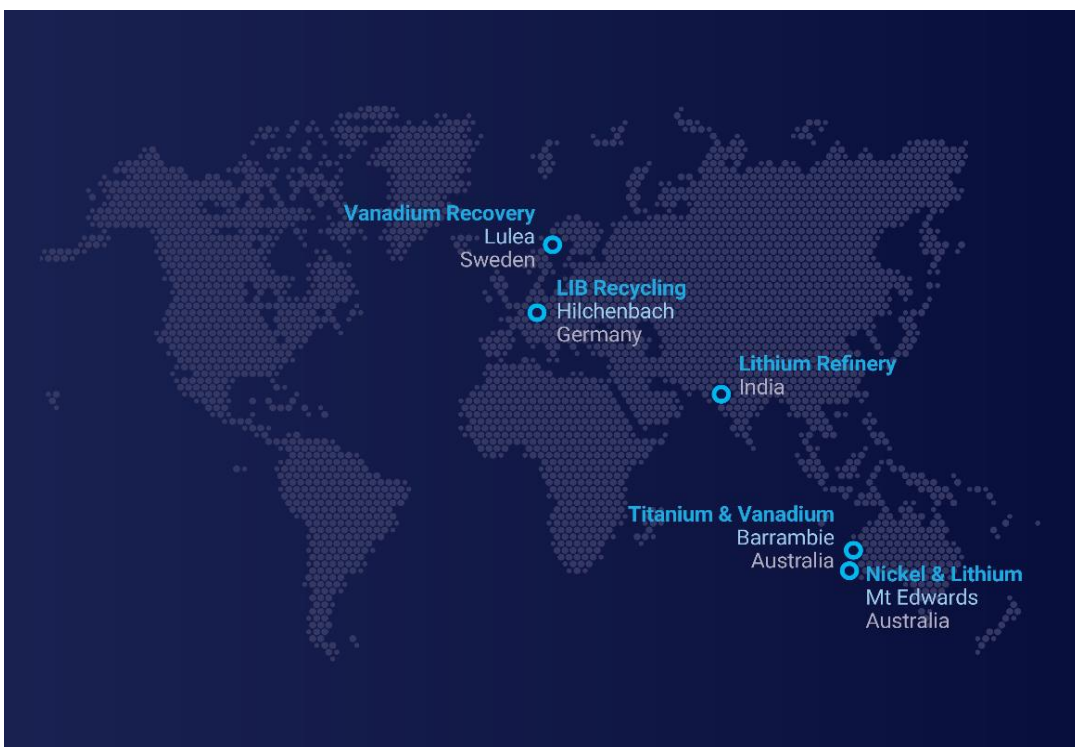 Vanadium Recovery
Lulea
Sweden
LIB Recycling
Hilchenbach
Germany
Lithium Refinery
India
Titanium & Vanadium
Barrambie
Australia
Nickel & Lithium
Mt Edwards
Australia